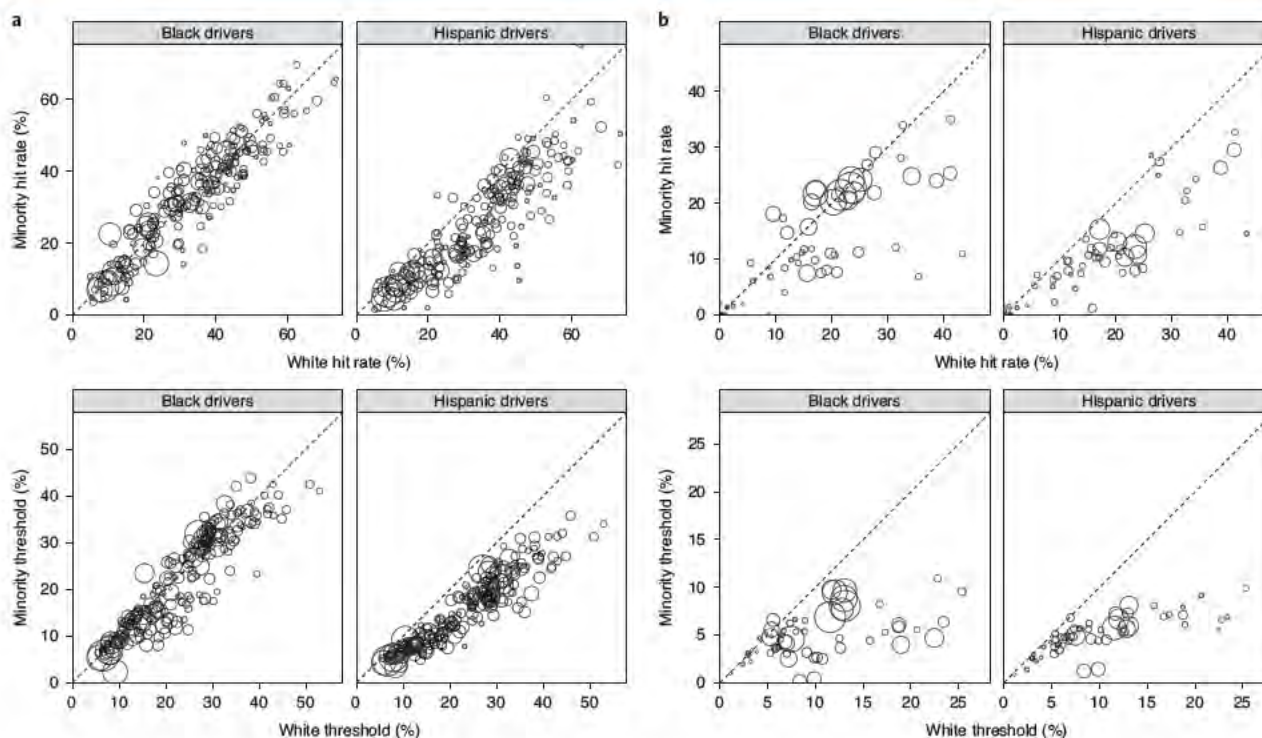 a
Black drivers
Hispanic drivers
Minority hit rate (%)
60
40
20
0
0 20 40 60
0 20 40 60
White hit rate (%)
b
Black drivers
Hispanic drivers
Minority hit rate
40
30
20
10
0
0 10 20 30 40
0 10 20 30 40
White hit rate (%)
Black drivers
Hispanic drivers
Minority threshold (%)
50
40
30
20
10
0
0 10 20 30 40 50
0 10 20 30 40 50
White threshold (%)
Black drivers
Hispanic drivers
Minority threshold (%)
25
20
15
10
5
0
0 5 10 15 20 25
0 5 10 15 20 25
White threshold (%)